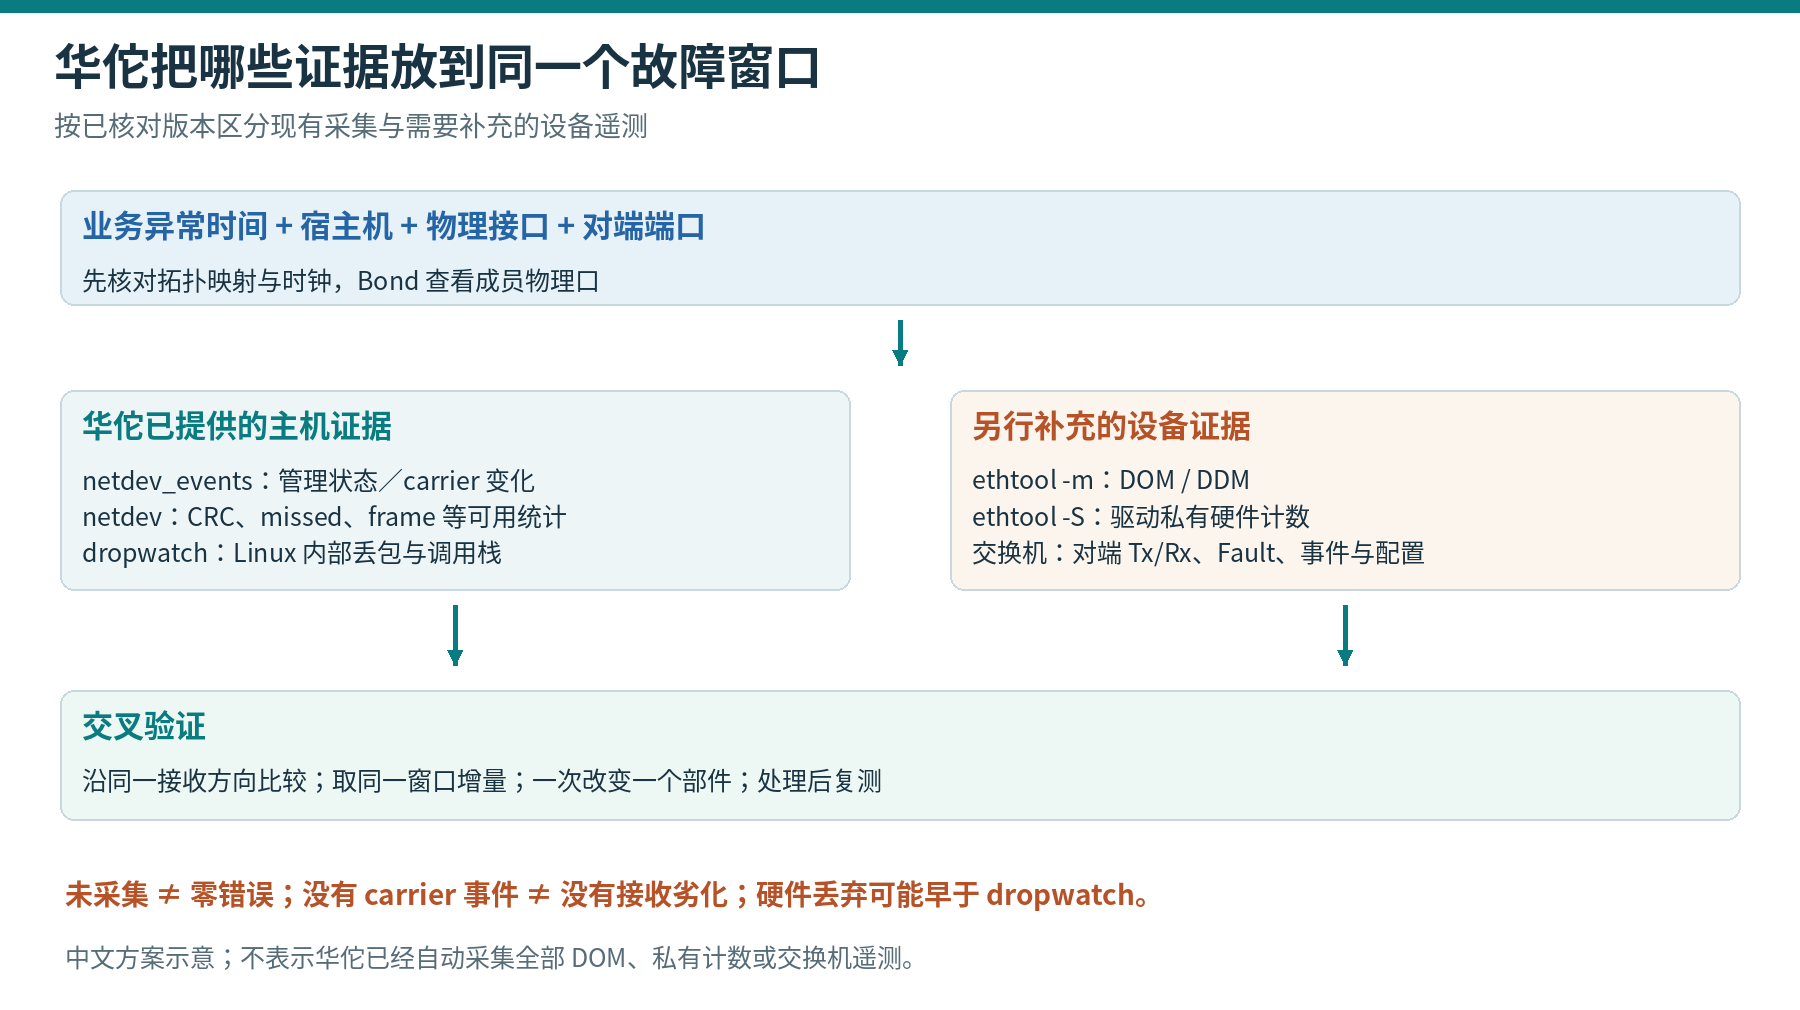 华佗把哪些证据放到同一个故障窗口
按已核对版本区分现有采集与需要补充的设备遥测
业务异常时间 + 宿主机 + 物理接口 + 对端端口
先核对拓扑映射与时钟，Bond 查看成员物理口
华佗已提供的主机证据
netdev_events：管理状态／carrier 变化
netdev：CRC、missed、frame 等可用统计
dropwatch：Linux 内部丢包与调用栈
另行补充的设备证据
ethtool -m：DOM / DDM
ethtool -S：驱动私有硬件计数
交换机：对端 Tx/Rx、Fault、事件与配置
交叉验证
沿同一接收方向比较；取同一窗口增量；一次改变一个部件；处理后复测
未采集 ≠ 零错误；没有 carrier 事件 ≠ 没有接收劣化；硬件丢弃可能早于 dropwatch。
中文方案示意；不表示华佗已经自动采集全部 DOM、私有计数或交换机遥测。